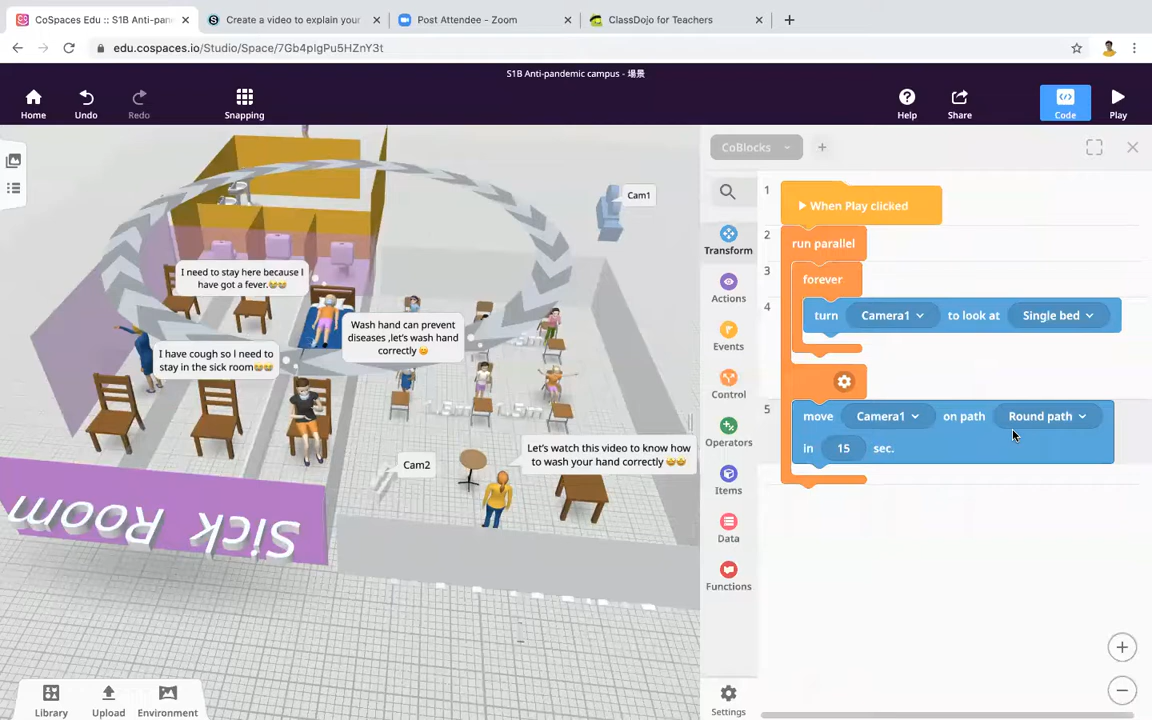 CoSpaces Edu :: S1B Anti-pan
Create a video to explain your
Post Attendee - Zoom
ClassDojo for Teachers
edu.cospaces.io/Studio/Space/7Gb4pIgPu5HZnY3t
S1B Anti-pandemic campus - 場景
Home
Undo
Redo
Snapping
Help
Share
Code
Play
CoBlocks
Cam1
I need to stay here because I
have got a fever.😭😭
Wash hand can prevent
diseases ,let's wash hand
correctly 😊
I have cough so I need to
stay in the sick room😭😭
Let's watch this video to know how
to wash your hand correctly 😄😄
Cam2
Sick Room
Transform
Actions
Events
Control
Operators
Items
Data
Functions
Settings
1
When Play clicked
2
run parallel
3
forever
4
turn Camera1 to look at Single bed
5
move Camera1 on path Round path
in 15 sec.
Library
Upload
Environment